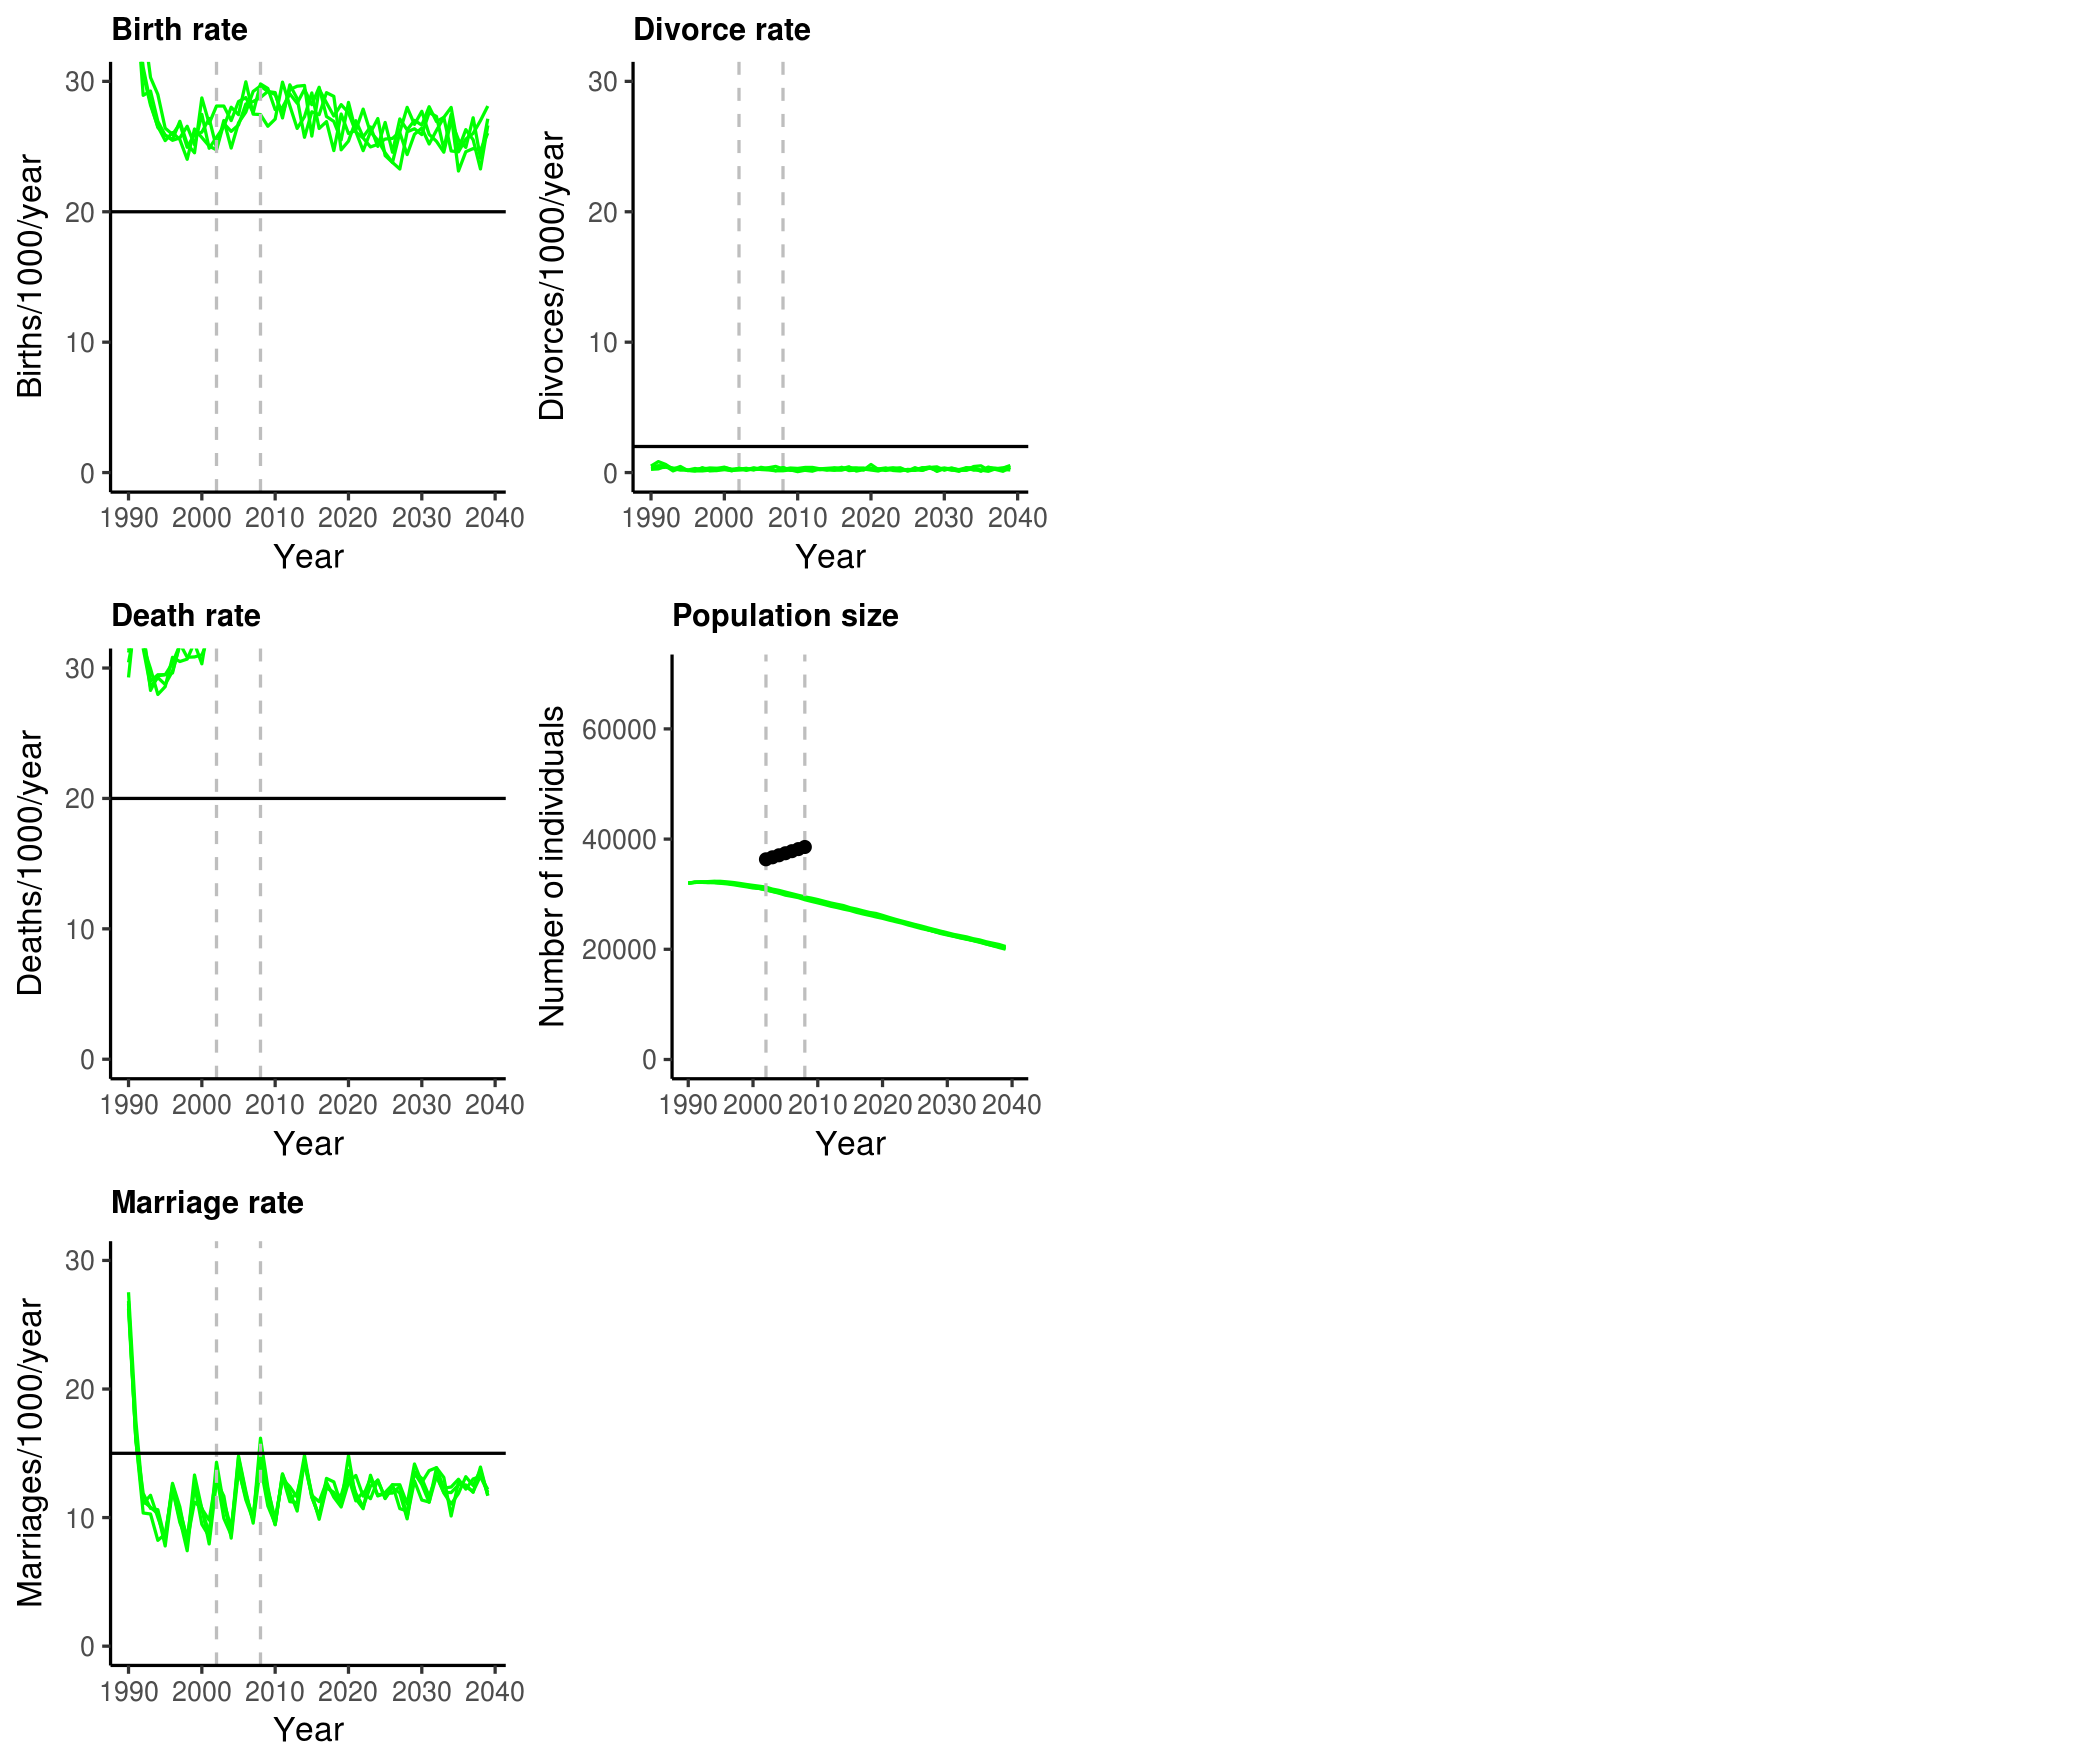 Birth rate
Births/1000/year
30
20
10
0
1990 2000 2010 2020 2030 2040
Year
Divorce rate
Divorces/1000/year
30
20
10
0
1990 2000 2010 2020 2030 2040
Year
Death rate
Deaths/1000/year
30
20
10
0
1990 2000 2010 2020 2030 2040
Year
Population size
Number of individuals
60000
40000
20000
0
1990 2000 2010 2020 2030 2040
Year
Marriage rate
Marriages/1000/year
30
20
10
0
1990 2000 2010 2020 2030 2040
Year